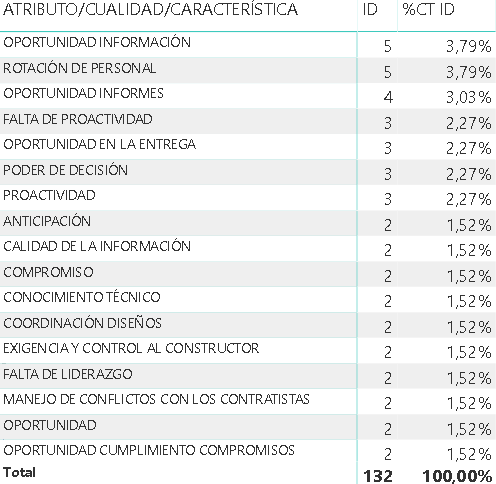 ATRIBUTO/CUALIDAD/CARACTERÍSTICA ID %CT ID
OPORTUNIDAD INFORMACIÓN 5 3,79%
ROTACIÓN DE PERSONAL 5 3,79%
OPORTUNIDAD INFORMES 4 3,03%
FALTA DE PROACTIVIDAD 3 2,27%
OPORTUNIDAD EN LA ENTREGA 3 2,27%
PODER DE DECISIÓN 3 2,27%
PROACTIVIDAD 3 2,27%
ANTICIPACIÓN 2 1,52%
CALIDAD DE LA INFORMACIÓN 2 1,52%
COMPROMISO 2 1,52%
CONOCIMIENTO TÉCNICO 2 1,52%
COORDINACIÓN DISEÑOS 2 1,52%
EXIGENCIA Y CONTROL AL CONSTRUCTOR 2 1,52%
FALTA DE LIDERAZGO 2 1,52%
MANEJO DE CONFLICTOS CON LOS CONTRATISTAS 2 1,52%
OPORTUNIDAD 2 1,52%
OPORTUNIDAD CUMPLIMIENTO COMPROMISOS 2 1,52%
Total 132 100,00%